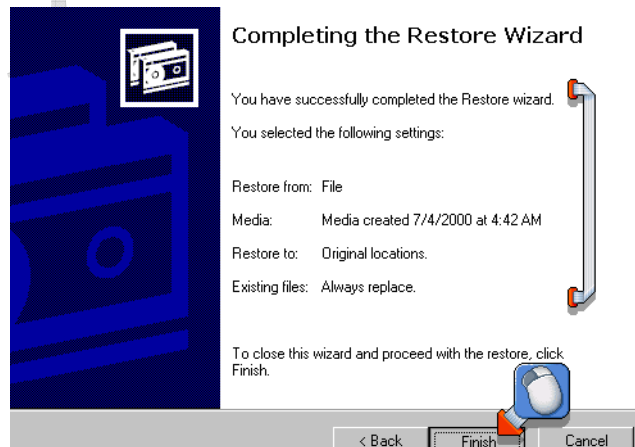 Completing the Restore Wizard
You have successfully completed the Restore wizard.
You selected the following settings:
Restore from: File
Media: Media created 7/4/2000 at 4:42 AM
Restore to: Original locations.
Existing files: Always replace.
To close this wizard and proceed with the restore, click
Finish.
< Back Finish Cancel